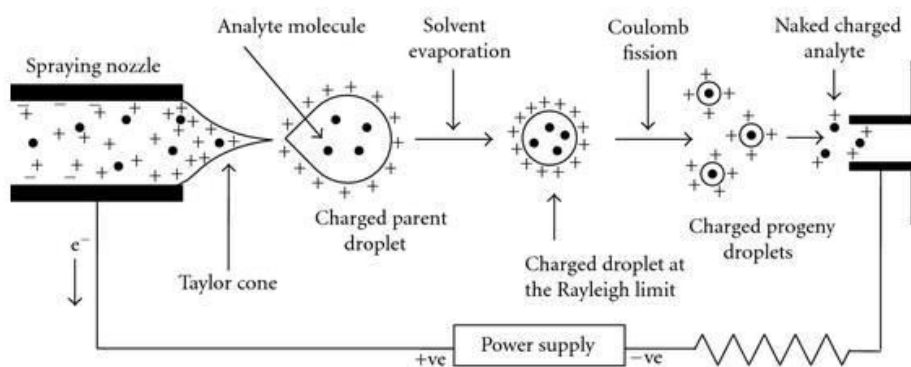 Analyte molecule
Solvent
evaporation
Coulomb
fission
Naked charged
analyte
Spraying nozzle
Charged parent
droplet
Charged progeny
droplets
e⁻
Taylor cone
Charged droplet at
the Rayleigh limit
+ve
Power supply
−ve